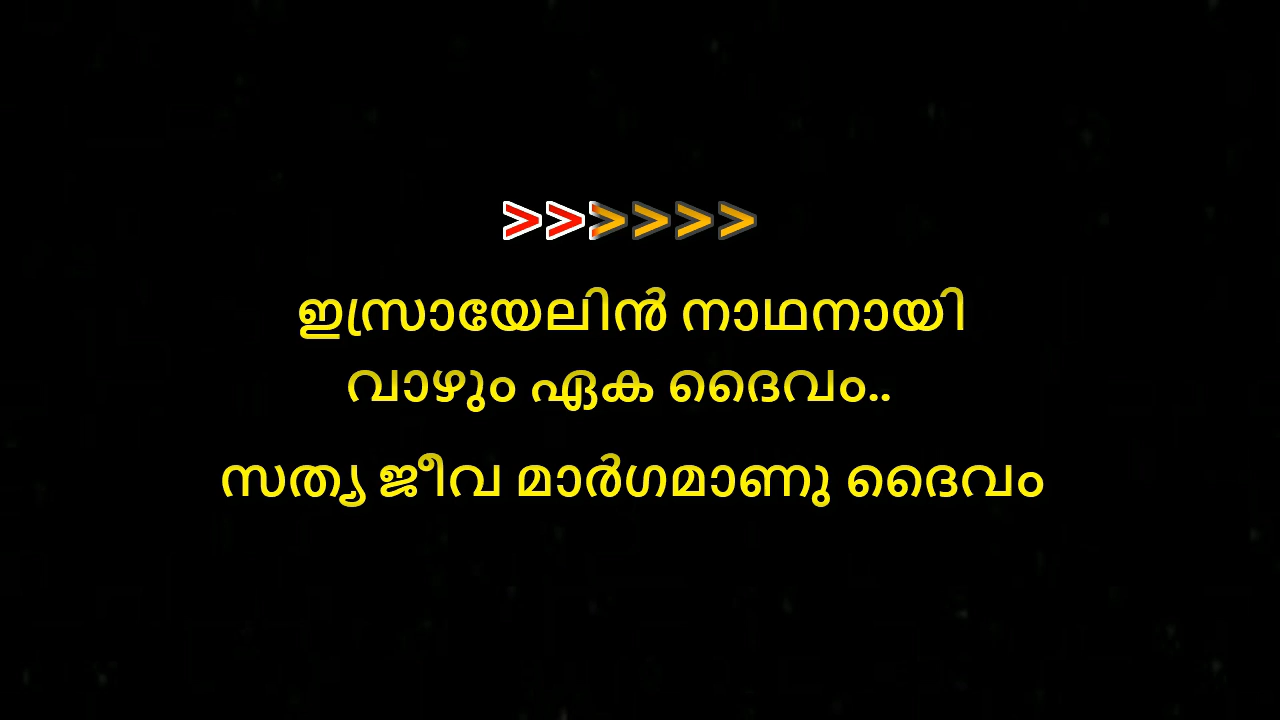 >>>>>>
ഇസ്രായേലിൻ നാഥനായി
വാഴും ഏക ദൈവം..
സത്യ ജീവ മാർഗമാണു ദൈവം